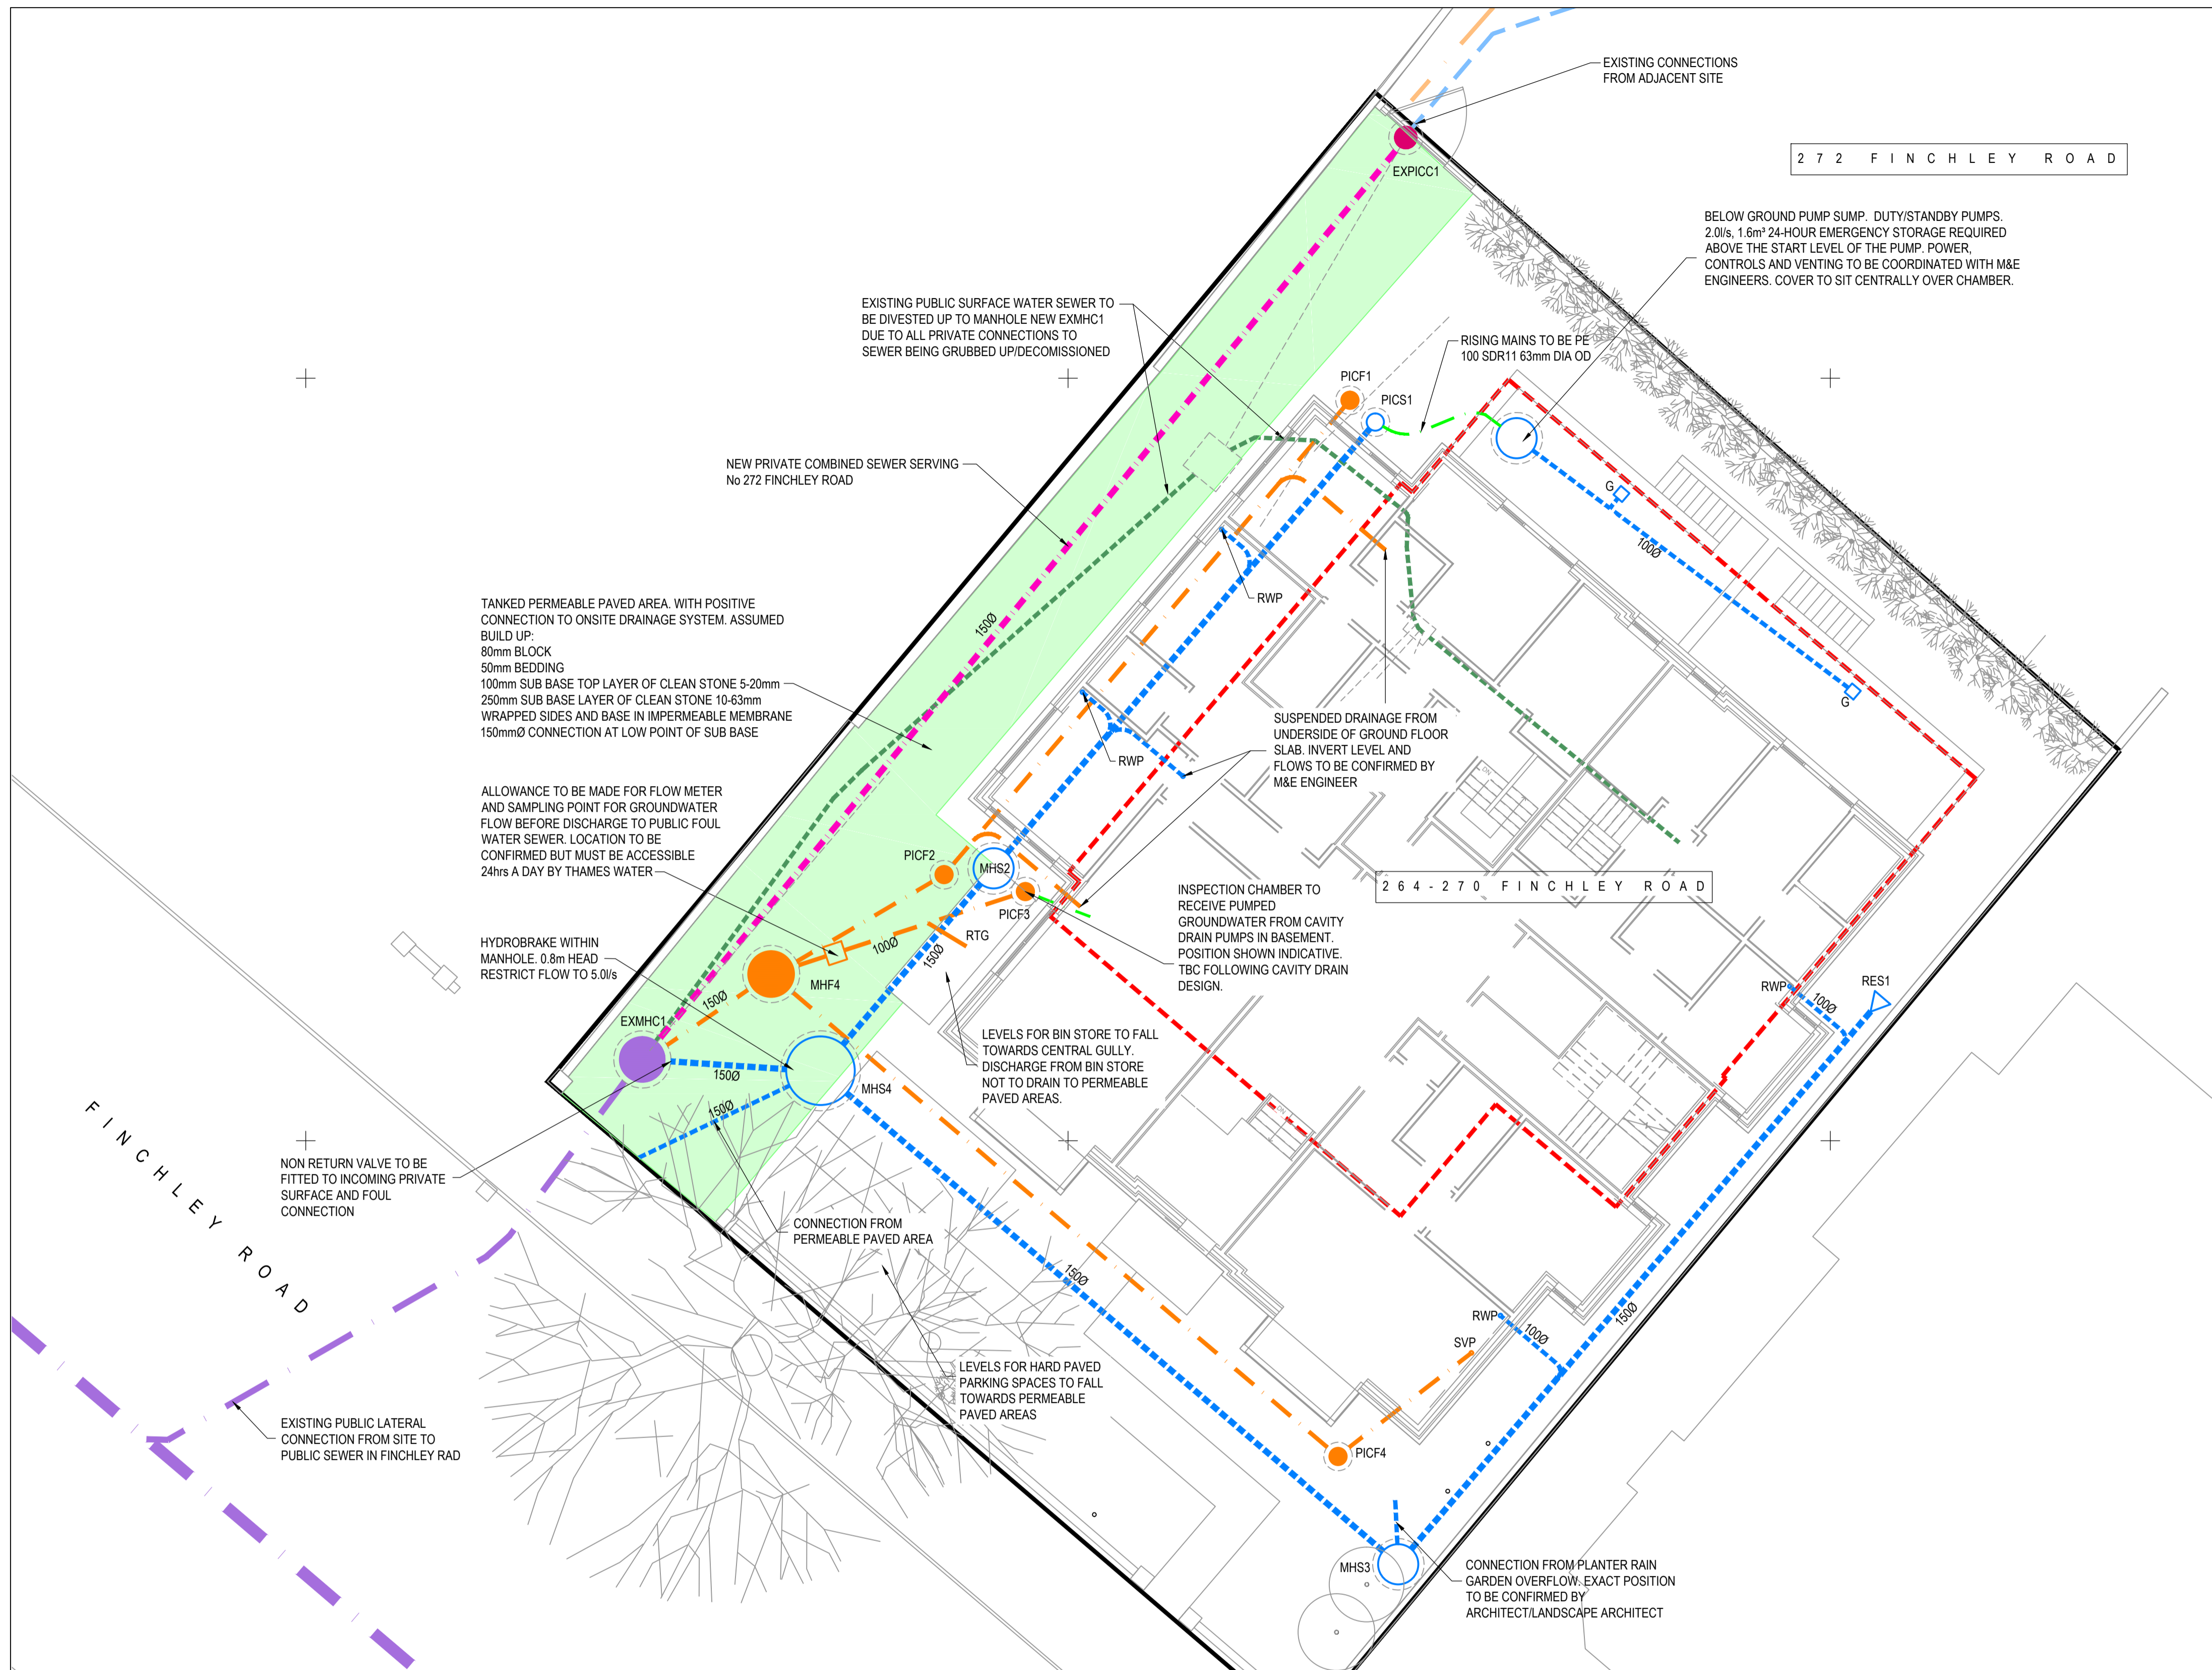 EXISTING CONNECTIONS
FROM ADJACENT SITE
272 FINCHLEY ROAD
EXPICC1
BELOW GROUND PUMP SUMP. DUTY/STANDBY PUMPS.
2.0l/s, 1.6m³ 24-HOUR EMERGENCY STORAGE REQUIRED
ABOVE THE START LEVEL OF THE PUMP. POWER,
CONTROLS AND VENTING TO BE COORDINATED WITH M&E
ENGINEERS. COVER TO SIT CENTRALLY OVER CHAMBER.
EXISTING PUBLIC SURFACE WATER SEWER TO
BE DIVESTED UP TO MANHOLE NEW EXMHC1
DUE TO ALL PRIVATE CONNECTIONS TO
SEWER BEING GRUBBED UP/DECOMISSIONED
RISING MAINS TO BE PE
100 SDR11 63mm DIA OD
PICF1
PICS1
NEW PRIVATE COMBINED SEWER SERVING
No 272 FINCHLEY ROAD
G
100Ø
G
RWP
150Ø
TANKED PERMEABLE PAVED AREA. WITH POSITIVE
CONNECTION TO ONSITE DRAINAGE SYSTEM. ASSUMED
BUILD UP:
80mm BLOCK
50mm BEDDING
100mm SUB BASE TOP LAYER OF CLEAN STONE 5-20mm
250mm SUB BASE LAYER OF CLEAN STONE 10-63mm
WRAPPED SIDES AND BASE IN IMPERMEABLE MEMBRANE
150mmØ CONNECTION AT LOW POINT OF SUB BASE
SUSPENDED DRAINAGE FROM
UNDERSIDE OF GROUND FLOOR
SLAB. INVERT LEVEL AND
FLOWS TO BE CONFIRMED BY
M&E ENGINEER
RWP
DN
ALLOWANCE TO BE MADE FOR FLOW METER
AND SAMPLING POINT FOR GROUNDWATER
FLOW BEFORE DISCHARGE TO PUBLIC FOUL
WATER SEWER. LOCATION TO BE
CONFIRMED BUT MUST BE ACCESSIBLE
24hrs A DAY BY THAMES WATER
PICF2
MHS2
PICF3
264-270 FINCHLEY ROAD
INSPECTION CHAMBER TO
RECEIVE PUMPED
GROUNDWATER FROM CAVITY
DRAIN PUMPS IN BASEMENT.
POSITION SHOWN INDICATIVE.
TBC FOLLOWING CAVITY DRAIN
DESIGN.
RTG
100Ø
150Ø
HYDROBRAKE WITHIN
MANHOLE. 0.8m HEAD
RESTRICT FLOW TO 5.0l/s
MHF4
150Ø
EXMHC1
RWP
100Ø
RES1
LEVELS FOR BIN STORE TO FALL
TOWARDS CENTRAL GULLY.
DISCHARGE FROM BIN STORE
NOT TO DRAIN TO PERMEABLE
PAVED AREAS.
150Ø
MHS4
150Ø
DN
FINCHLEY ROAD
NON RETURN VALVE TO BE
FITTED TO INCOMING PRIVATE
SURFACE AND FOUL
CONNECTION
CONNECTION FROM
PERMEABLE PAVED AREA
150Ø
150Ø
RWP
100Ø
SVP
LEVELS FOR HARD PAVED
PARKING SPACES TO FALL
TOWARDS PERMEABLE
PAVED AREAS
EXISTING PUBLIC LATERAL
CONNECTION FROM SITE TO
PUBLIC SEWER IN FINCHLEY RAD
PICF4
MHS3
CONNECTION FROM PLANTER RAIN
GARDEN OVERFLOW. EXACT POSITION
TO BE CONFIRMED BY
ARCHITECT/LANDSCAPE ARCHITECT